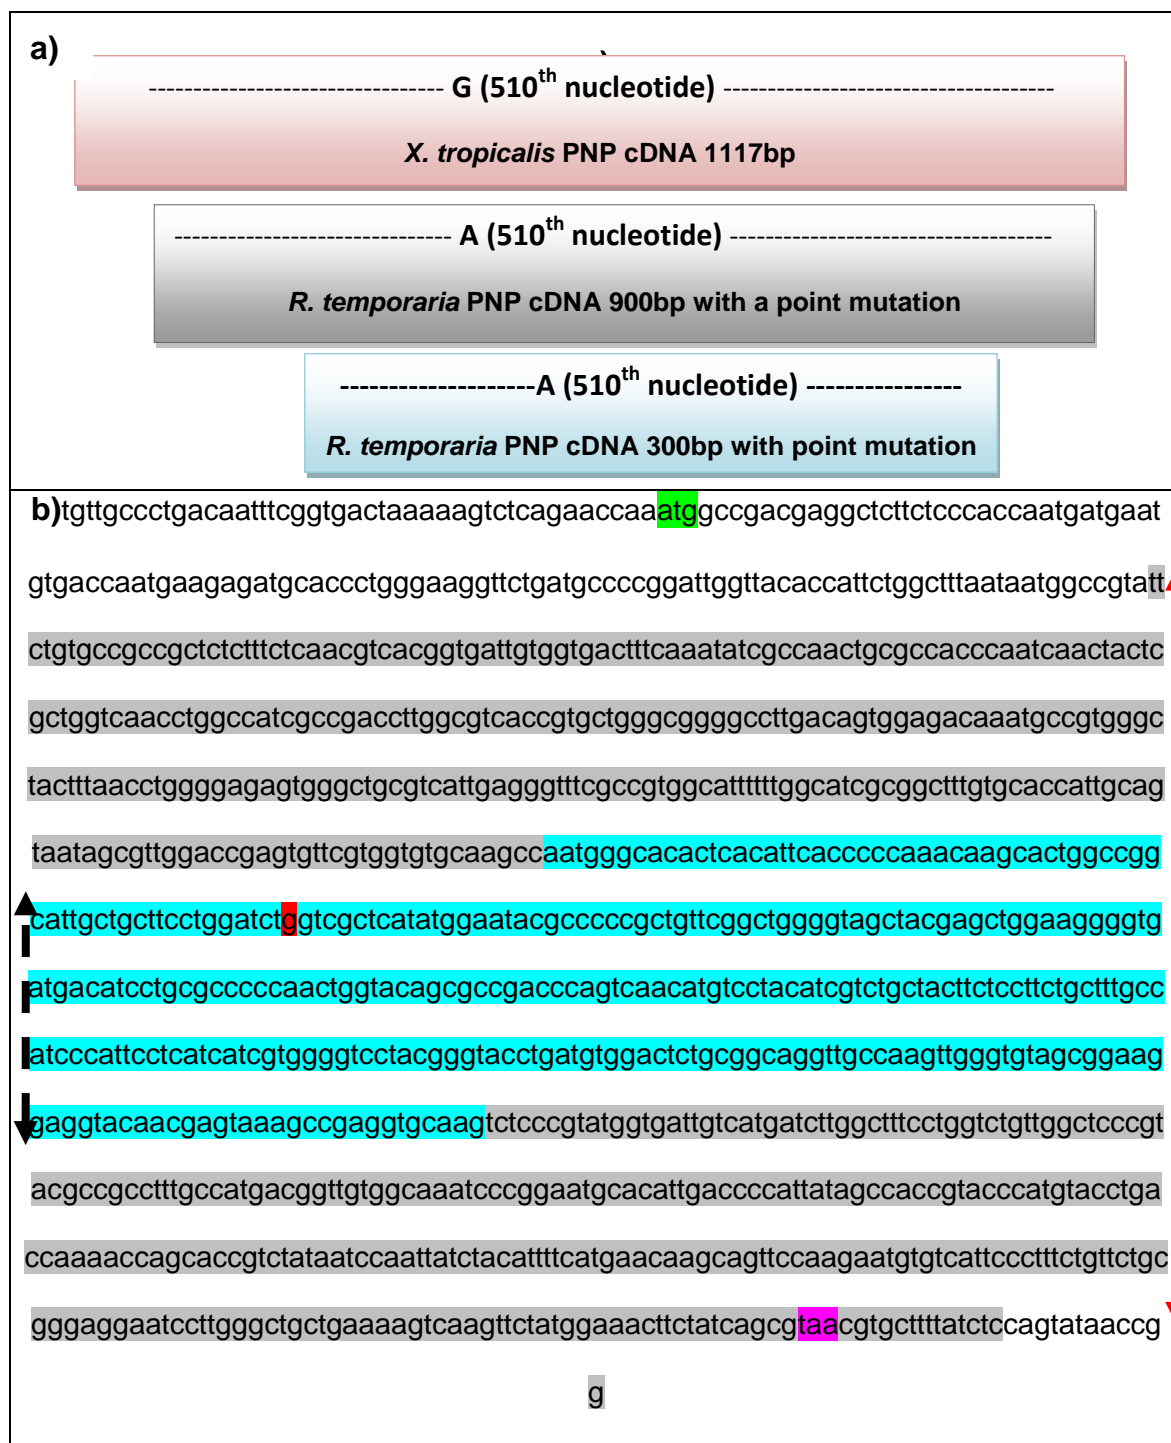 a)
--------------------------------- G (510th nucleotide) -------------------------------------
X. tropicalis PNP cDNA 1117bp
------------------------------- A (510th nucleotide) ------------------------------------
R. temporaria PNP cDNA 900bp with a point mutation
--------------------A (510th nucleotide) ----------------
R. temporaria PNP cDNA 300bp with point mutation
b)tgttgccctgacaatttcggtgactaaaaagtctcagaaccaaatggccgacgaggctcttctcccaccaatgatgaat
gtgaccaatgaagagatgcaccctgggaaggttctgatgccccggattggttacaccattctggctttaataatggccgtatt
ctgtgccgccgctctctttctcaacgtcacggtgattgtggtgactttcaaatatcgccaactgcgccacccaatcaactactc
gctggtcaacctggccatcgccgaccttggcgtcaccgtgctgggcggggccttgacagtggagacaaatgccgtgggc
tactttaacctggggagagtgggctgcgtcattgagggtttcgccgtggcattttttggcatcgcggctttgtgcaccattgcag
taatagcgttggaccgagtgttcgtggtgtgcaagccaatgggcacactcacattcacccccaaacaagcactggccgg
cattgctgcttcctggatctggtcgctcatatggaatacgcccccgctgttcggctggggtagctacgagctggaaggggtg
atgacatcctgcgcccccaactggtacagcgccgacccagtcaacatgtcctacatcgtctgctacttctccttctgctttgcc
atcccattcctcatcatcgtggggtcctacgggtacctgatgtggactctgcggcaggttgccaagttgggtgtagcggaag
gaggtacaacgagtaaagccgaggtgcaagtctcccgtatggtgattgtcatgatcttggctttcctggtctgttggctcccgt
acgccgcctttgccatgacggttgtggcaaatcccggaatgcacattgaccccattatagccaccgtacccatgtacctga
ccaaaaccagcaccgtctataatccaattatctacattttcatgaacaagcagttccaagaatgtgtcattccctttctgttctgc
gggaggaatccttgggctgctgaaaagtcaagttctatggaaacttctatcagcgtaacgtgcttttatctccagtataaccg
g